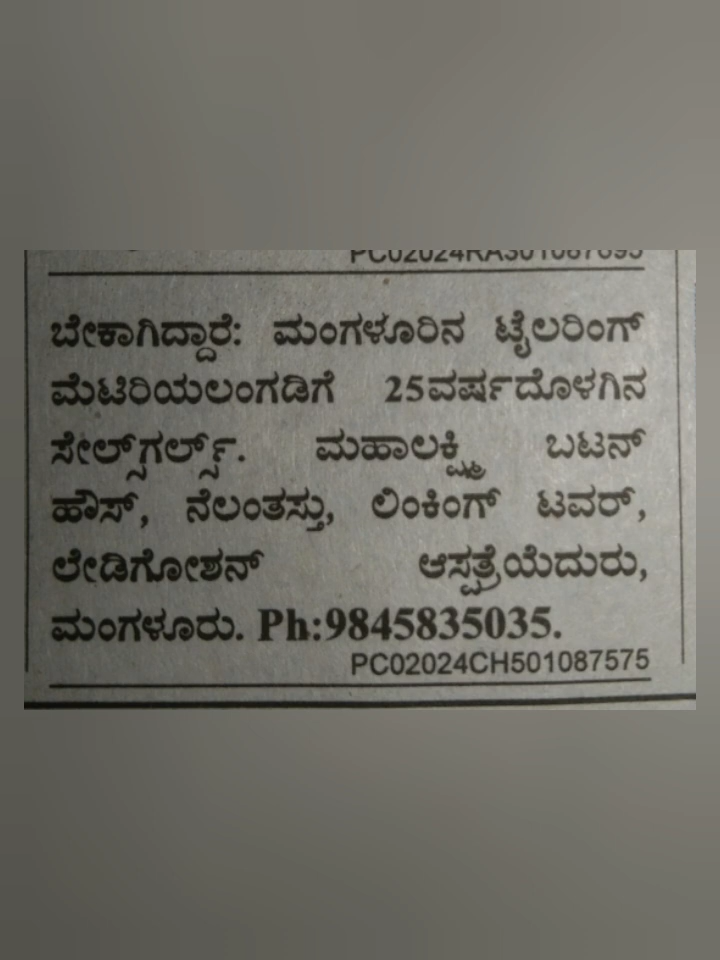 PC02024RA301087695
ಬೇಕಾಗಿದ್ದಾರೆ: ಮಂಗಳೂರಿನ ಟೈಲರಿಂಗ್
ಮೆಟಿರಿಯಲಂಗಡಿಗೆ 25ವರ್ಷದೊಳಗಿನ
ಸೇಲ್ಸ್‌ಗರ್ಲ್ಸ್. ಮಹಾಲಕ್ಷ್ಮಿ ಬಟನ್
ಹೌಸ್, ನೆಲಂತಸ್ತು, ಲಿಂಕಿಂಗ್ ಟವರ್,
ಲೇಡಿಗೋಶನ್ ಆಸ್ಪತ್ರೆಯೆದುರು,
ಮಂಗಳೂರು. Ph:9845835035.
PC02024CH501087575